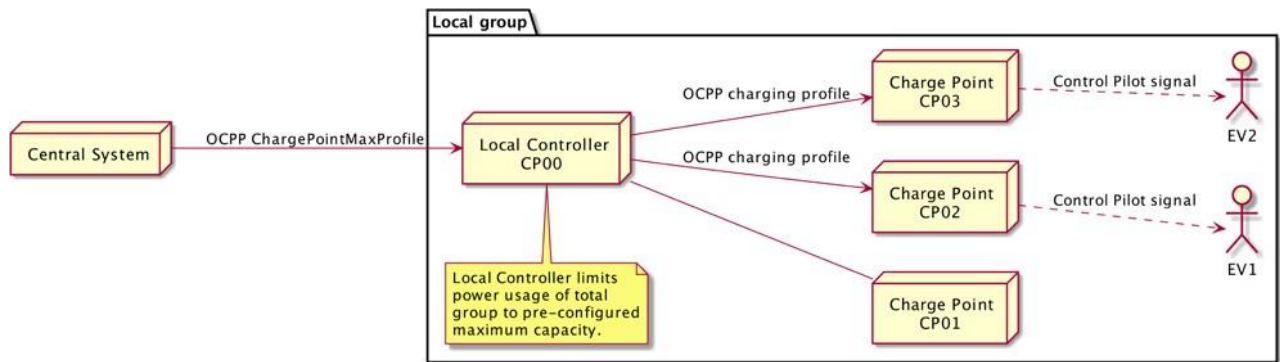 Local group
Charge Point
CP03
Control Pilot signal
EV2
OCPP charging profile
Central System
OCPP ChargePointMaxProfile
Local Controller
CP00
OCPP charging profile
Charge Point
CP02
Control Pilot signal
EV1
Local Controller limits
power usage of total
group to pre-configured
maximum capacity.
Charge Point
CP01